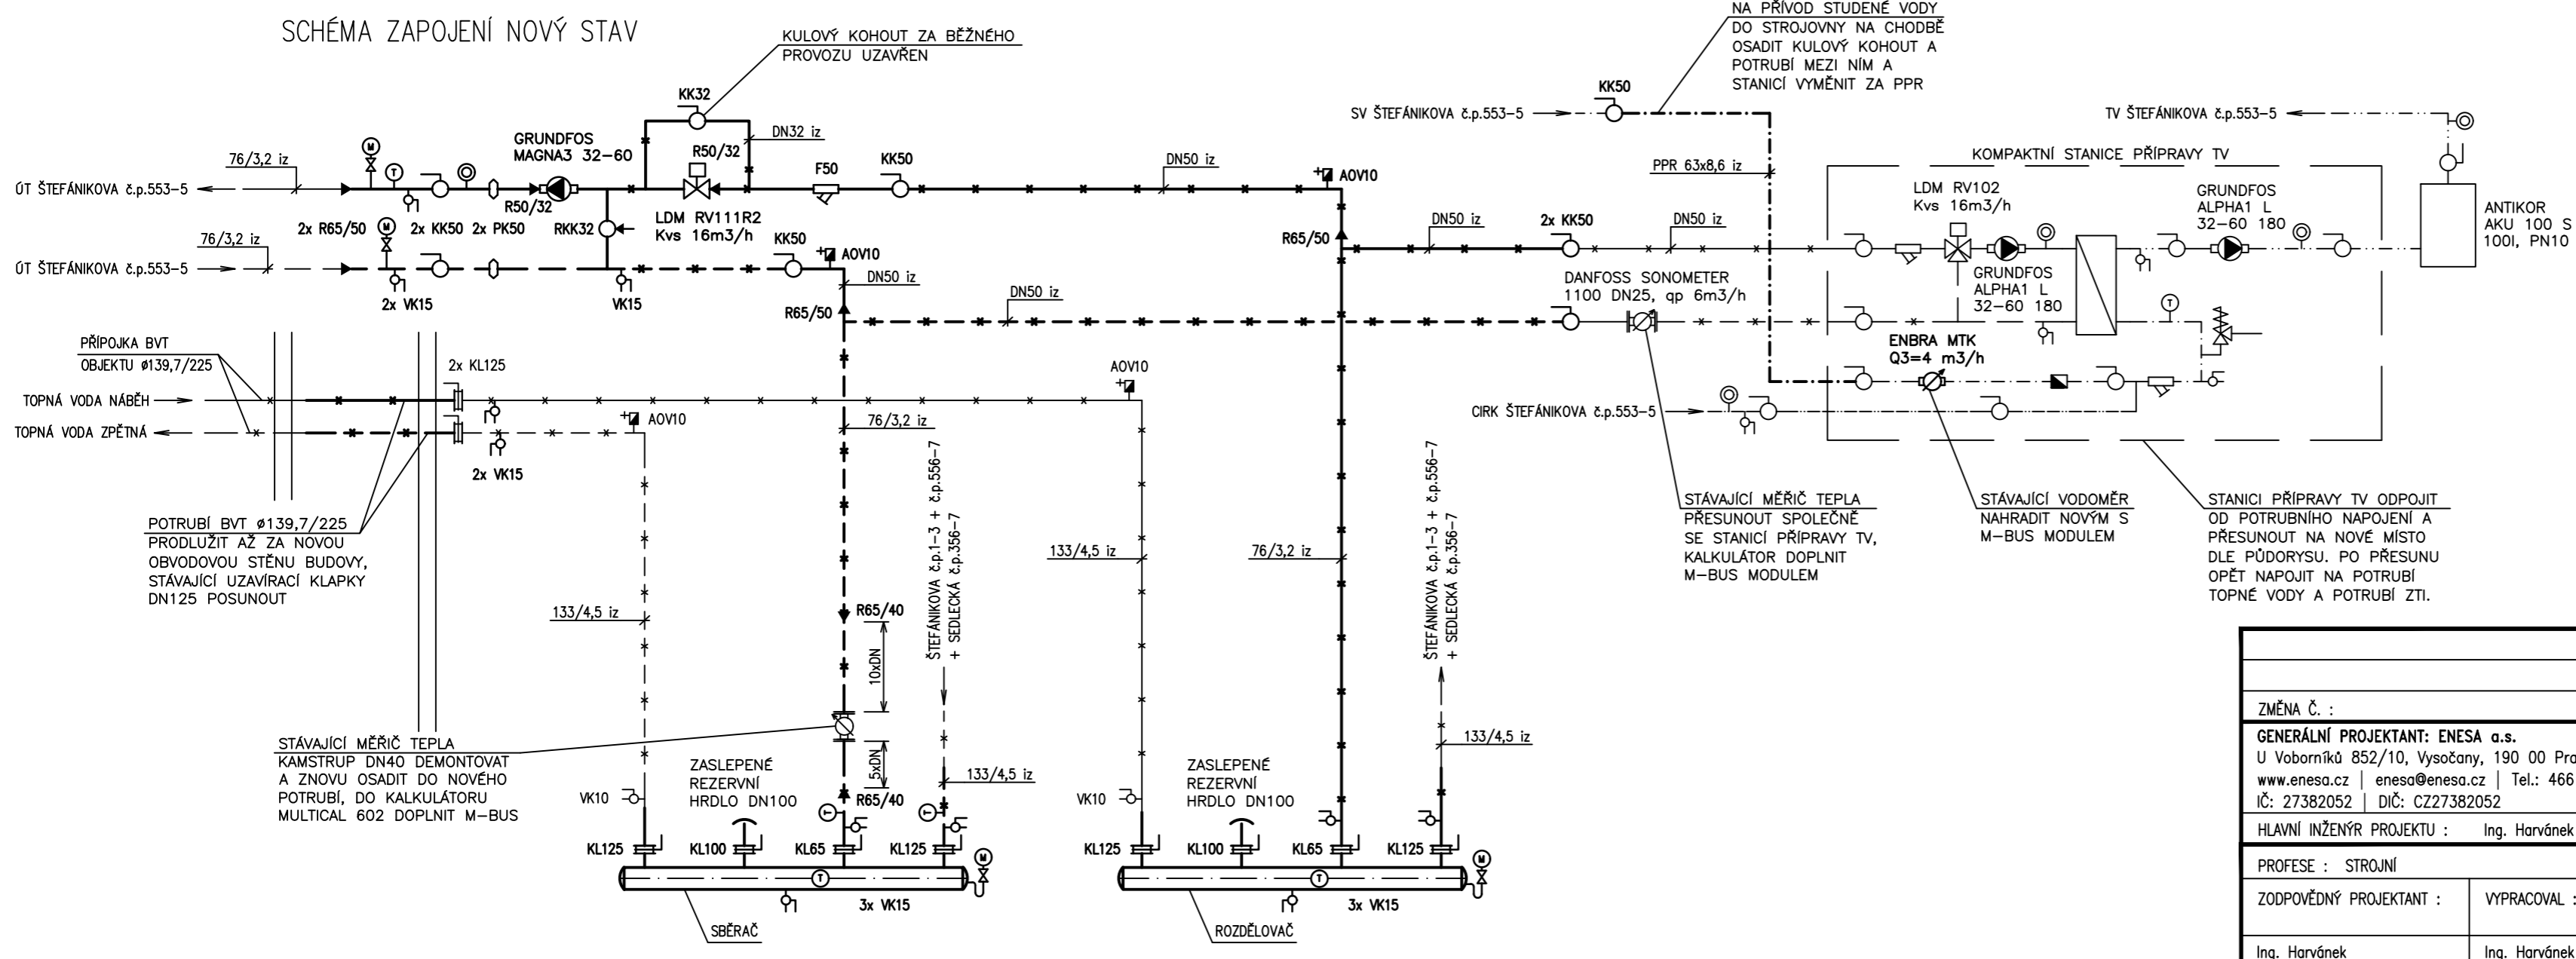 SCHÉMA ZAPOJENÍ NOVÝ STAV
KULOVÝ KOHOUT ZA BĚŽNÉHO
PROVOZU UZAVŘEN
NA PŘÍVOD STUDENÉ VODY
DO STROJOVNY NA CHODBĚ
OSADIT KULOVÝ KOHOUT A
POTRUBÍ MEZI NÍM A
STANICÍ VYMĚNIT ZA PPR
KK32
DN32 iz
GRUNDFOS
MAGNA3 32-60
R50/32
F50
KK50
DN50 iz
AOV10
76/3,2 iz
M
T
ÚT ŠTEFÁNIKOVA č.p.553-5
R50/32
2x R65/50
M
2x KK50
2x PK50
RKK32
LDM RV111R2
Kvs 16m3/h
KK50
AOV10
76/3,2 iz
ÚT ŠTEFÁNIKOVA č.p.553-5
2x VK15
VK15
DN50 iz
R65/50
DN50 iz
SV ŠTEFÁNIKOVA č.p.553-5
KK50
TV ŠTEFÁNIKOVA č.p.553-5
PPR 63x8,6 iz
KOMPAKTNÍ STANICE PŘÍPRAVY TV
R65/50
DN50 iz
2x KK50
DN50 iz
LDM RV102
Kvs 16m3/h
GRUNDFOS
ALPHA1 L
32-60 180
GRUNDFOS
ALPHA1 L
32-60 180
ANTIKOR
AKU 100 S
100l, PN10
DANFOSS SONOMETER
1100 DN25, qp 6m3/h
T
ENBRA MTK
Q3=4 m3/h
CIRK ŠTEFÁNIKOVA č.p.553-5
PŘÍPOJKA BVT
OBJEKTU ø139,7/225
2x KL125
TOPNÁ VODA NÁBĚH
TOPNÁ VODA ZPĚTNÁ
2x VK15
AOV10
AOV10
76/3,2 iz
POTRUBÍ BVT ø139,7/225
PRODLOUŽIT AŽ ZA NOVOU
OBVODOVOU STĚNU BUDOVY,
STÁVAJÍCÍ UZAVÍRACÍ KLAPKY
DN125 POSUNOUT
133/4,5 iz
R65/40
10xDN
5xDN
R65/40
ŠTEFÁNIKOVA č.p.1-3 + č.p.556-7
+ SEDLECKÁ č.p.356-7
133/4,5 iz
133/4,5 iz
76/3,2 iz
ŠTEFÁNIKOVA č.p.1-3 + č.p.556-7
+ SEDLECKÁ č.p.356-7
133/4,5 iz
STÁVAJÍCÍ MĚŘIČ TEPLA
PŘESUNOUT SPOLEČNĚ
SE STANICÍ PŘÍPRAVY TV,
KALKULÁTOR DOPLNIT
M-BUS MODULEM
STÁVAJÍCÍ VODOMĚR
NAHRADIT NOVÝM S
M-BUS MODULEM
STANICI PŘÍPRAVY TV ODPOJIT
OD POTRUBNÍHO NAPOJENÍ A
PŘESUNOUT NA NOVÉ MÍSTO
DLE PŮDORYSU. PO PŘESUNU
OPĚT NAPOJIT NA POTRUBÍ
TOPNÉ VODY A POTRUBÍ ZTI.
STÁVAJÍCÍ MĚŘIČ TEPLA
KAMSTRUP DN40 DEMONTOVAT
A ZNOVU OSADIT DO NOVÉHO
POTRUBÍ, DO KALKULÁTORU
MULTICAL 602 DOPLNIT M-BUS
VK10
ZASLEPENÉ
REZERVNÍ
HRDLO DN100
T
T
KL125
KL100
KL65
KL125
M
T
3x VK15
SBĚRAČ
VK10
ZASLEPENÉ
REZERVNÍ
HRDLO DN100
KL125
KL100
KL65
KL125
M
T
3x VK15
ROZDĚLOVAČ
ZMĚNA Č. :
GENERÁLNÍ PROJEKTANT: ENESA a.s.
U Voborníků 852/10, Vysočany, 190 00 Pra
www.enesa.cz | enesa@enesa.cz | Tel.: 466
IČ: 27382052 | DIČ: CZ27382052
HLAVNÍ INŽENÝR PROJEKTU : Ing. Harvánek
PROFESE : STROJNÍ
ZODPOVĚDNÝ PROJEKTANT : VYPRACOVAL :
Ing. Harvánek Ing. Harvánek